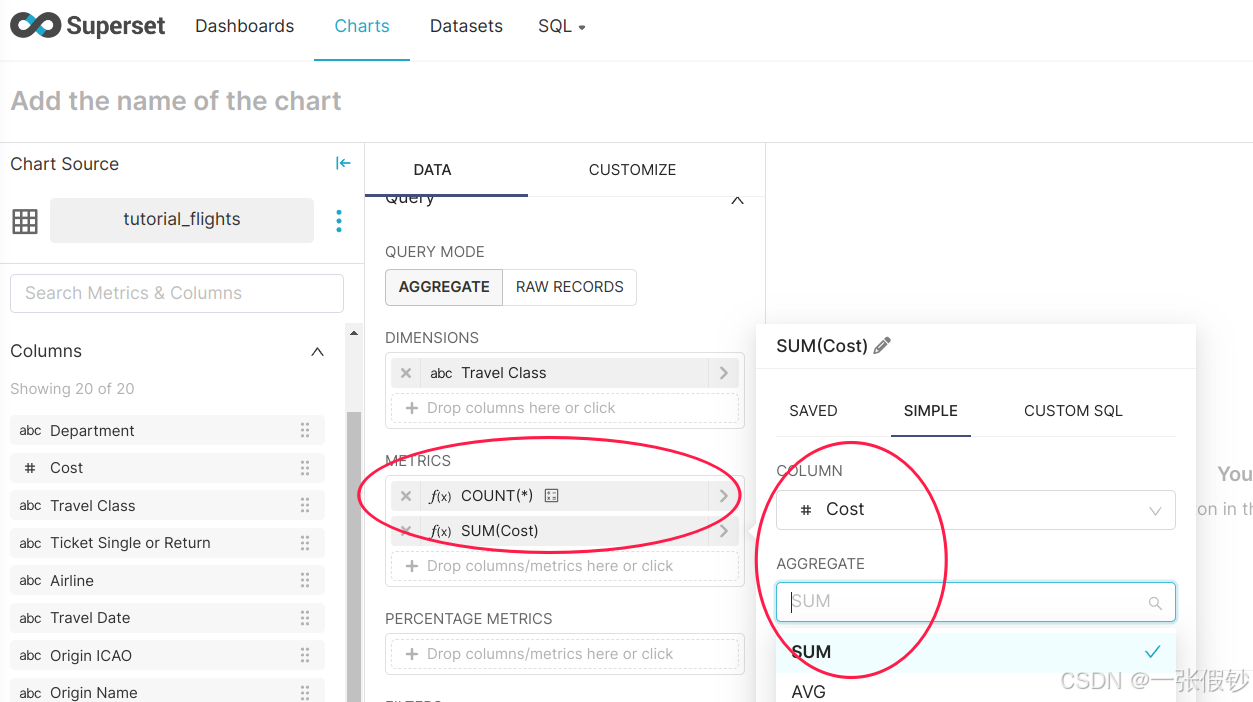 Superset Dashboards Charts Datasets SQL
Add the name of the chart
Chart Source
tutorial_flights
Search Metrics & Columns
Columns
Showing 20 of 20
abc Department
# Cost
abc Travel Class
abc Ticket Single or Return
abc Airline
abc Travel Date
abc Origin ICAO
abc Origin Name
DATA CUSTOMIZE
Query
QUERY MODE
AGGREGATE RAW RECORDS
DIMENSIONS
abc Travel Class
+ Drop columns here or click
METRICS
f(x) COUNT(*)
f(x) SUM(Cost)
+ Drop columns/metrics here or click
PERCENTAGE METRICS
+ Drop columns/metrics here or click
FILTERS
SUM(Cost)
SAVED SIMPLE CUSTOM SQL
COLUMN
# Cost
AGGREGATE
SUM
SUM
AVG
You
on in th
CSDN @一张假钞